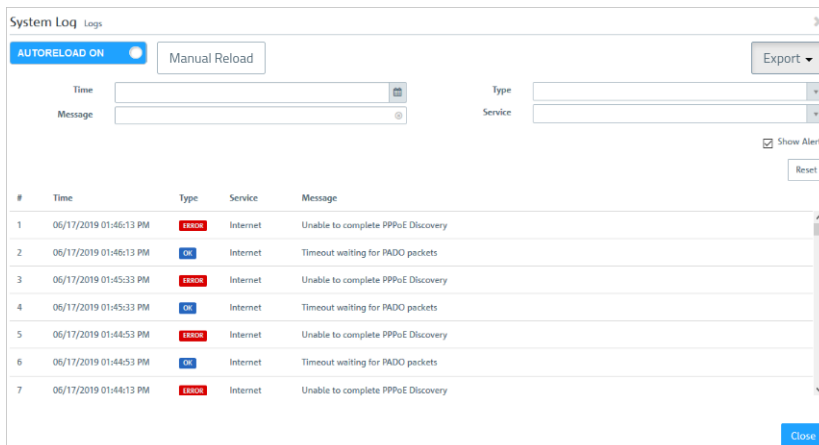 System Log Logs
AUTORELOAD ON
Manual Reload
Export
Time
Type
Message
Service
Show Alert
Reset
# Time Type Service Message
1 06/17/2019 01:46:13 PM ERROR Internet Unable to complete PPPoE Discovery
2 06/17/2019 01:46:13 PM OK Internet Timeout waiting for PADO packets
3 06/17/2019 01:45:33 PM ERROR Internet Unable to complete PPPoE Discovery
4 06/17/2019 01:45:33 PM OK Internet Timeout waiting for PADO packets
5 06/17/2019 01:44:53 PM ERROR Internet Unable to complete PPPoE Discovery
6 06/17/2019 01:44:53 PM OK Internet Timeout waiting for PADO packets
7 06/17/2019 01:44:13 PM ERROR Internet Unable to complete PPPoE Discovery
Close